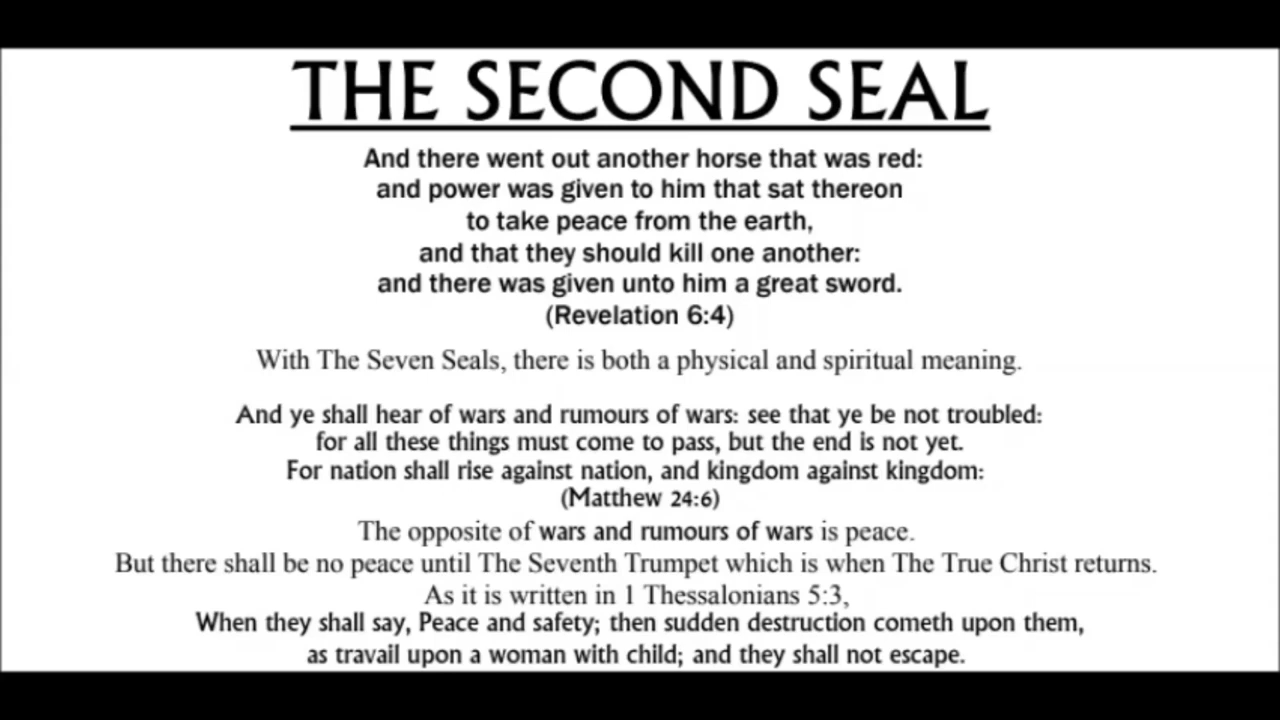 THE SECOND SEAL
And there went out another horse that was red:
and power was given to him that sat thereon
to take peace from the earth,
and that they should kill one another:
and there was given unto him a great sword.
(Revelation 6:4)
With The Seven Seals, there is both a physical and spiritual meaning.
And ye shall hear of wars and rumours of wars: see that ye be not troubled:
for all these things must come to pass, but the end is not yet.
For nation shall rise against nation, and kingdom against kingdom:
(Matthew 24:6)
The opposite of wars and rumours of wars is peace.
But there shall be no peace until The Seventh Trumpet which is when The True Christ returns.
As it is written in 1 Thessalonians 5:3,
When they shall say, Peace and safety; then sudden destruction cometh upon them,
as travail upon a woman with child; and they shall not escape.